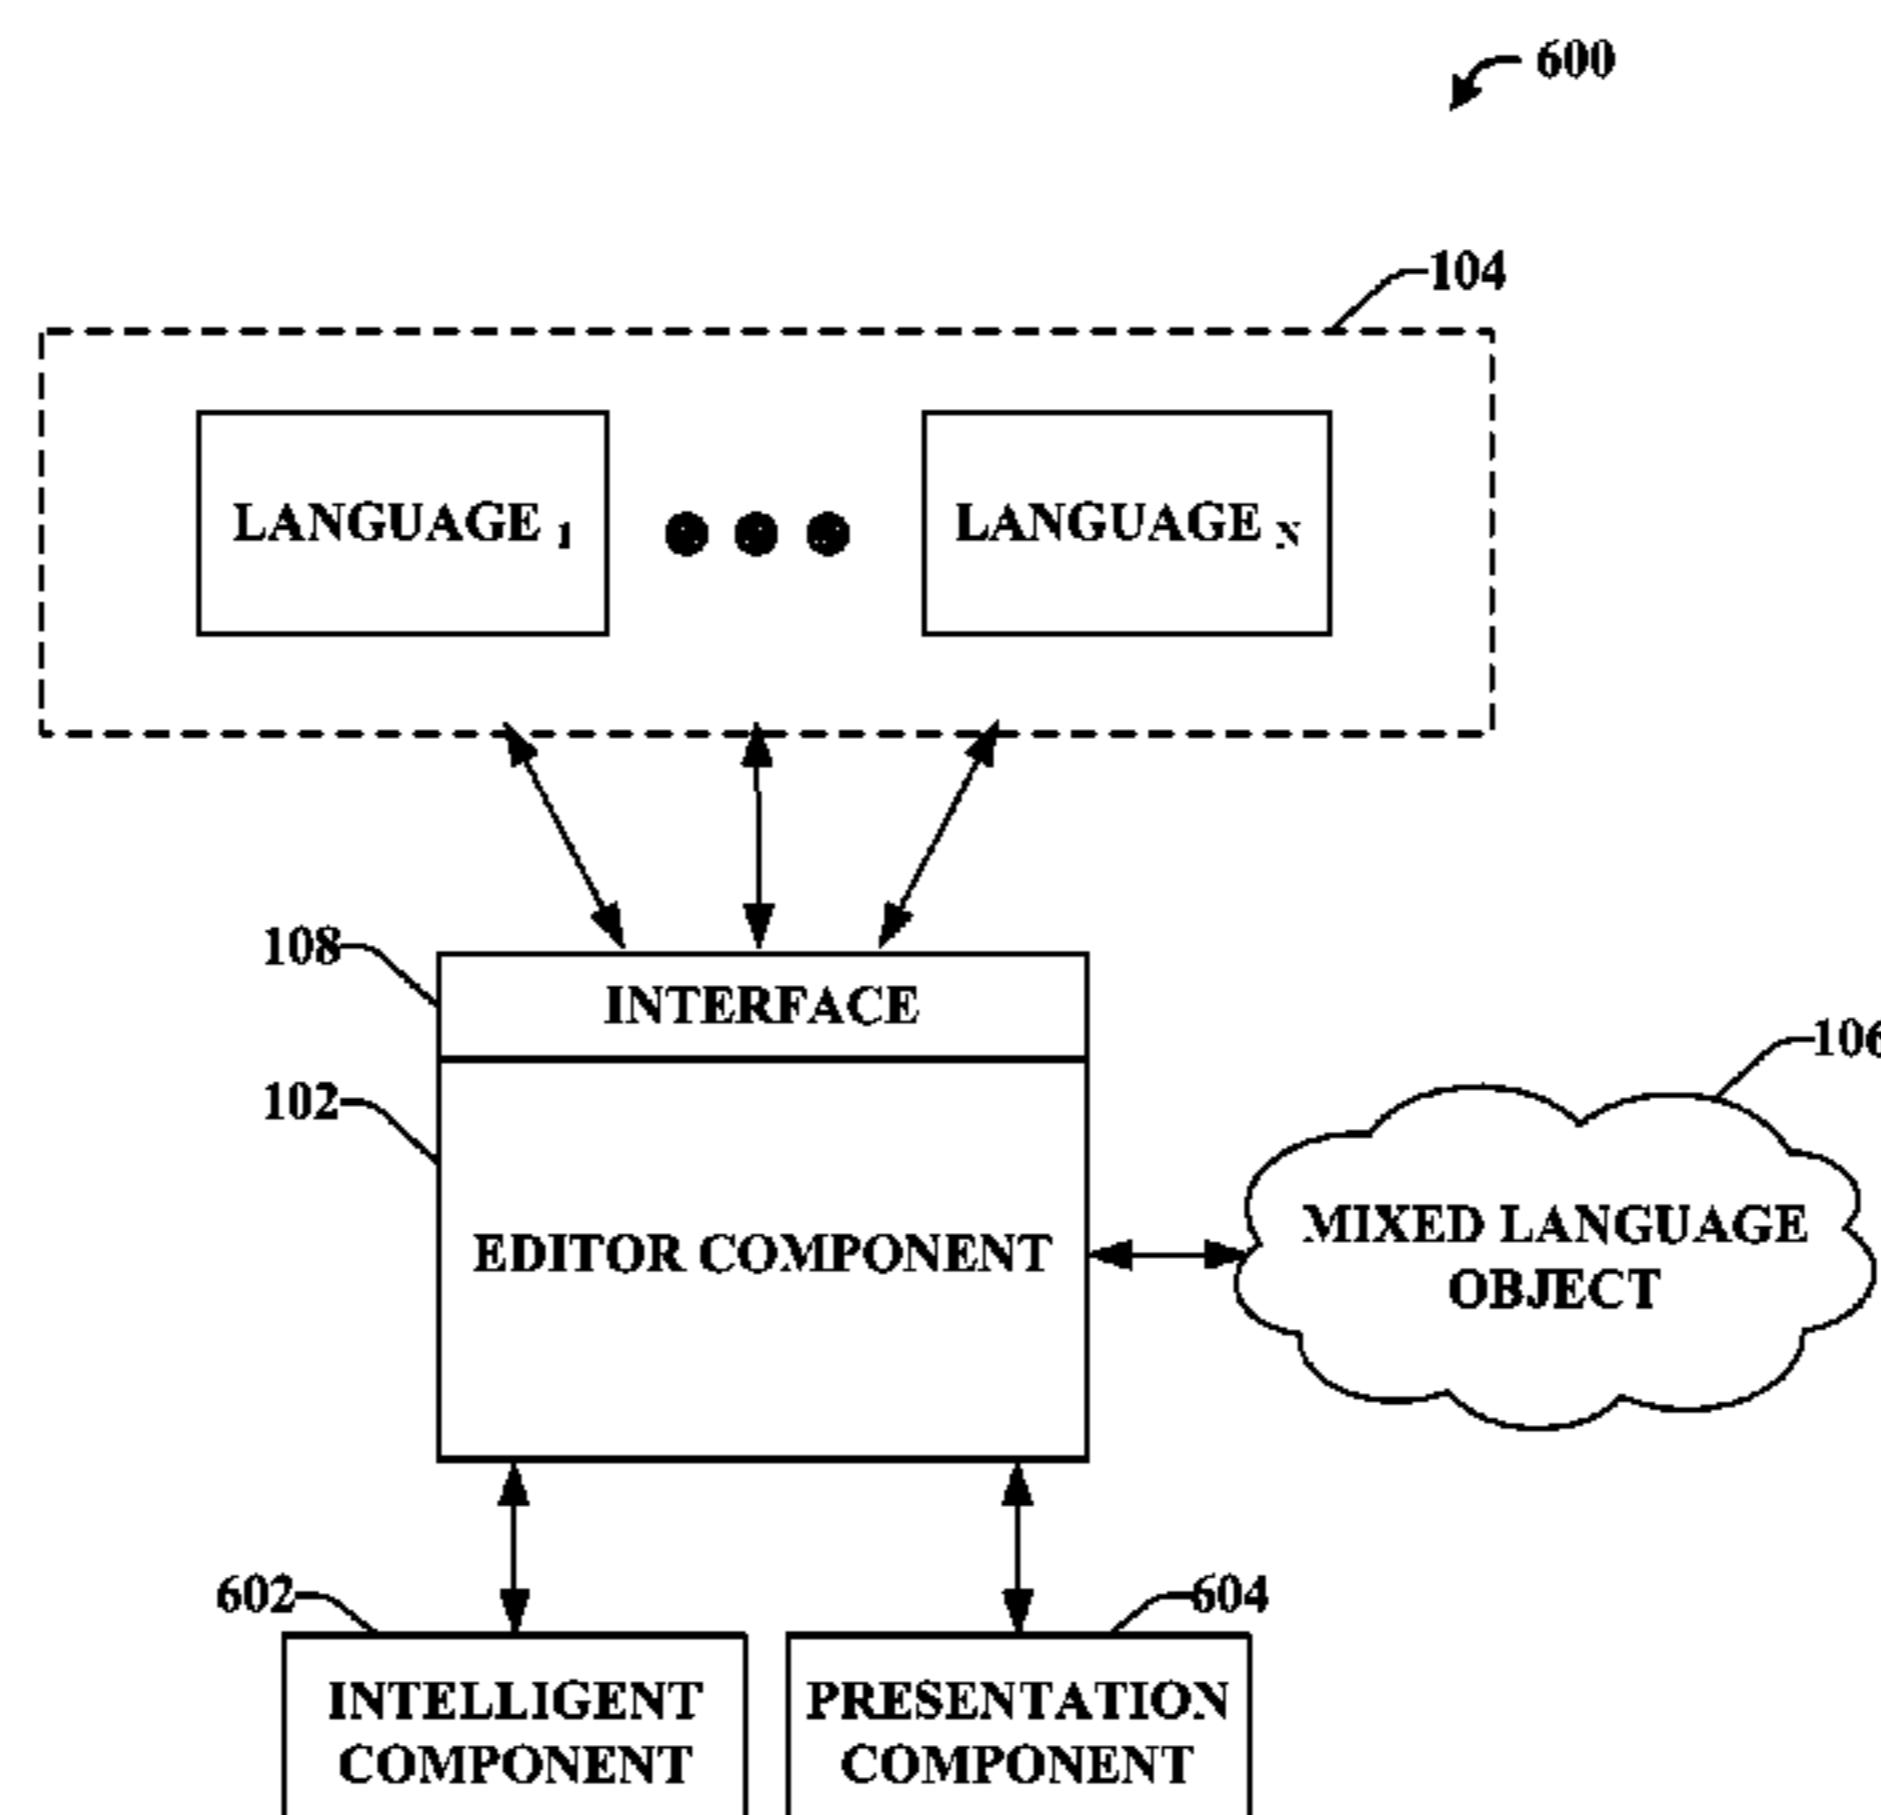 600
104
LANGUAGE 1 LANGUAGE N
108
INTERFACE
102
EDITOR COMPONENT
106
MIXED LANGUAGE
OBJECT
602
604
INTELLIGENT
COMPONENT
PRESENTATION
COMPONENT